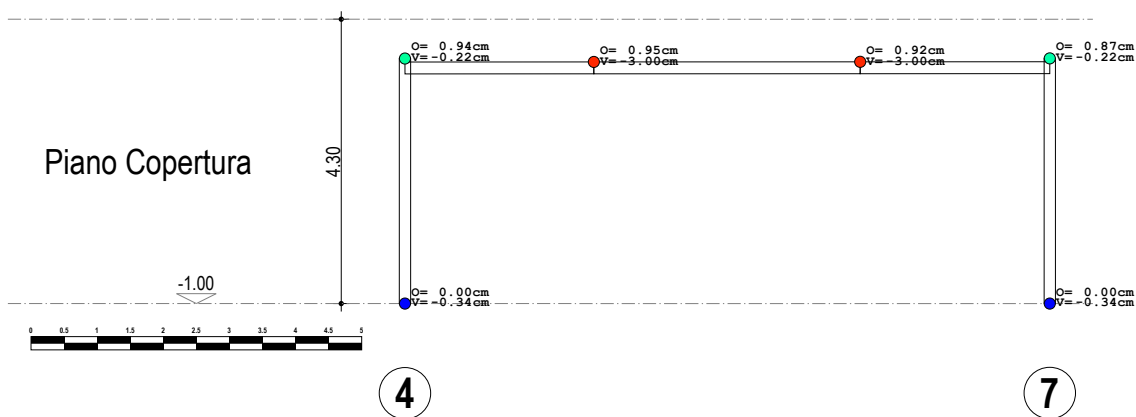 O= 0.94cm
V=-0.22cm
O= 0.95cm
V=-3.00cm
O= 0.92cm
V=-3.00cm
O= 0.87cm
V=-0.22cm
Piano Copertura
4.30
-1.00
O= 0.00cm
V=-0.34cm
O= 0.00cm
V=-0.34cm
0 0.5 1 1.5 2 2.5 3 3.5 4 4.5 5
4
7